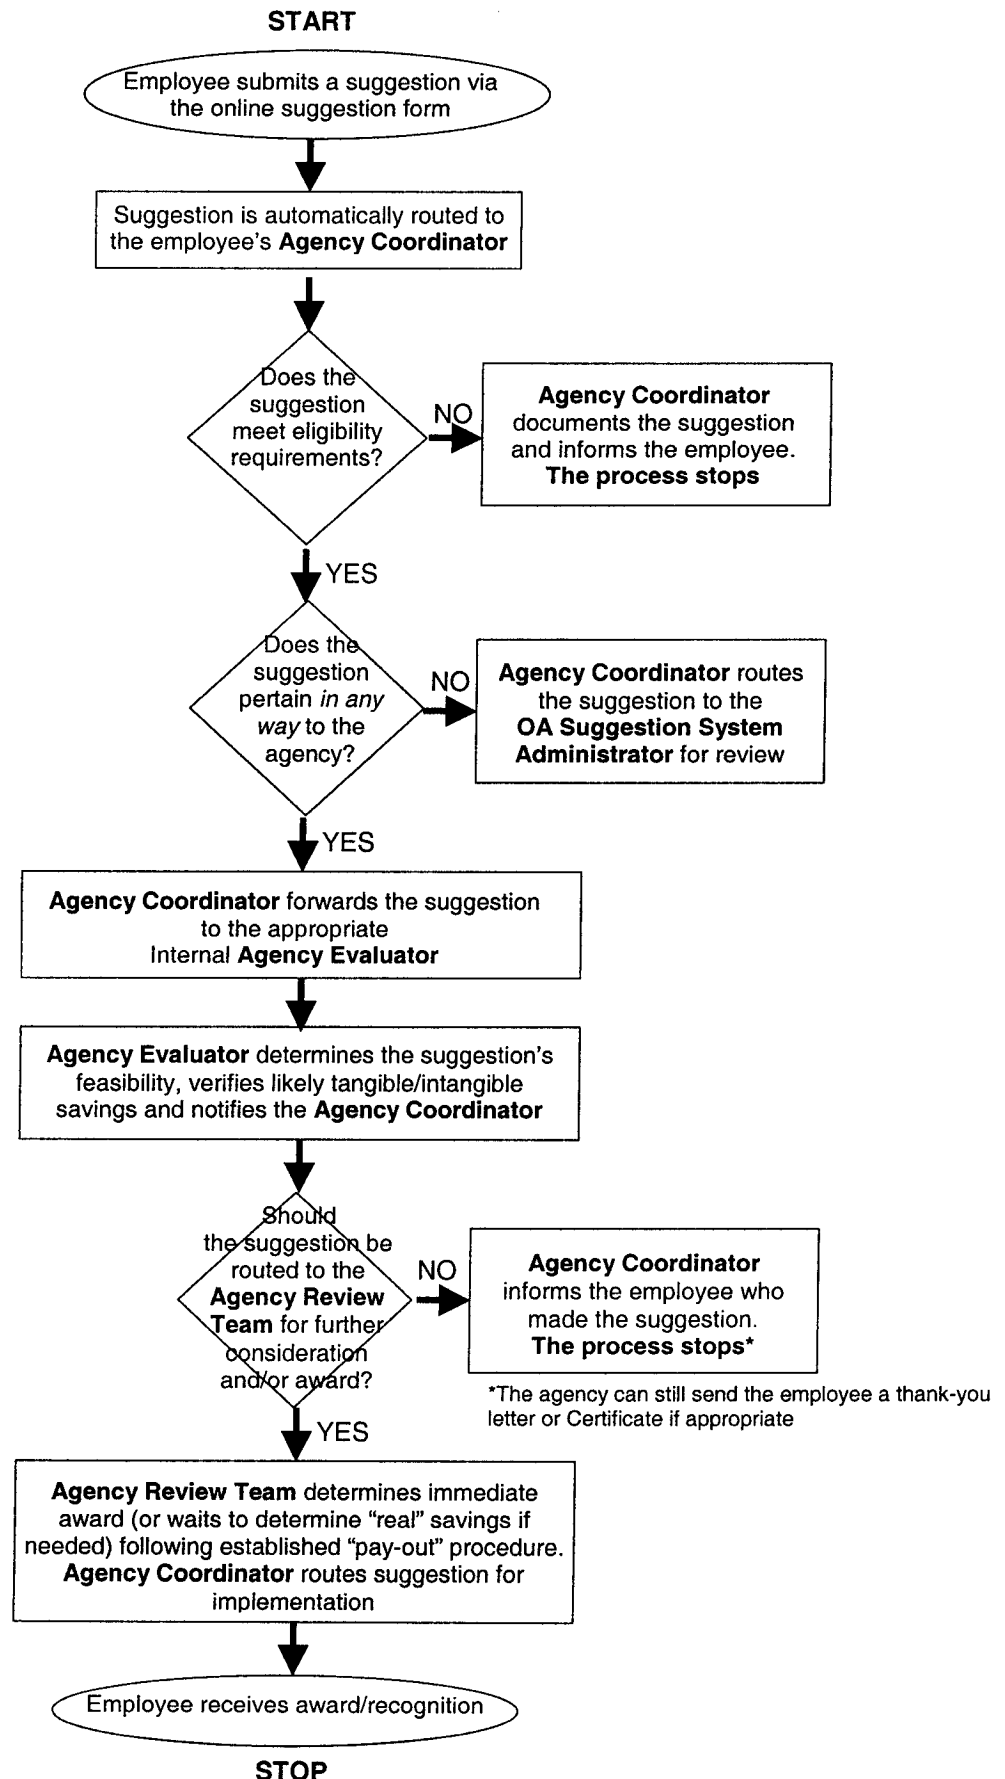 START
Employee submits a suggestion via
the online suggestion form
Suggestion is automatically routed to
the employee's Agency Coordinator
Does the
suggestion
meet eligibility
requirements?
NO
Agency Coordinator
documents the suggestion
and informs the employee.
The process stops
YES
Does the
suggestion
pertain in any
way to the
agency?
NO
Agency Coordinator routes
the suggestion to the
OA Suggestion System
Administrator for review
YES
Agency Coordinator forwards the suggestion
to the appropriate
Internal Agency Evaluator
Agency Evaluator determines the suggestion's
feasibility, verifies likely tangible/intangible
savings and notifies the Agency Coordinator
Should
the suggestion be
routed to the
Agency Review
Team for further
consideration
and/or award?
NO
Agency Coordinator
informs the employee who
made the suggestion.
The process stops*
*The agency can still send the employee a thank-you
letter or Certificate if appropriate
YES
Agency Review Team determines immediate
award (or waits to determine “real” savings if
needed) following established “pay-out” procedure.
Agency Coordinator routes suggestion for
implementation
Employee receives award/recognition
STOP